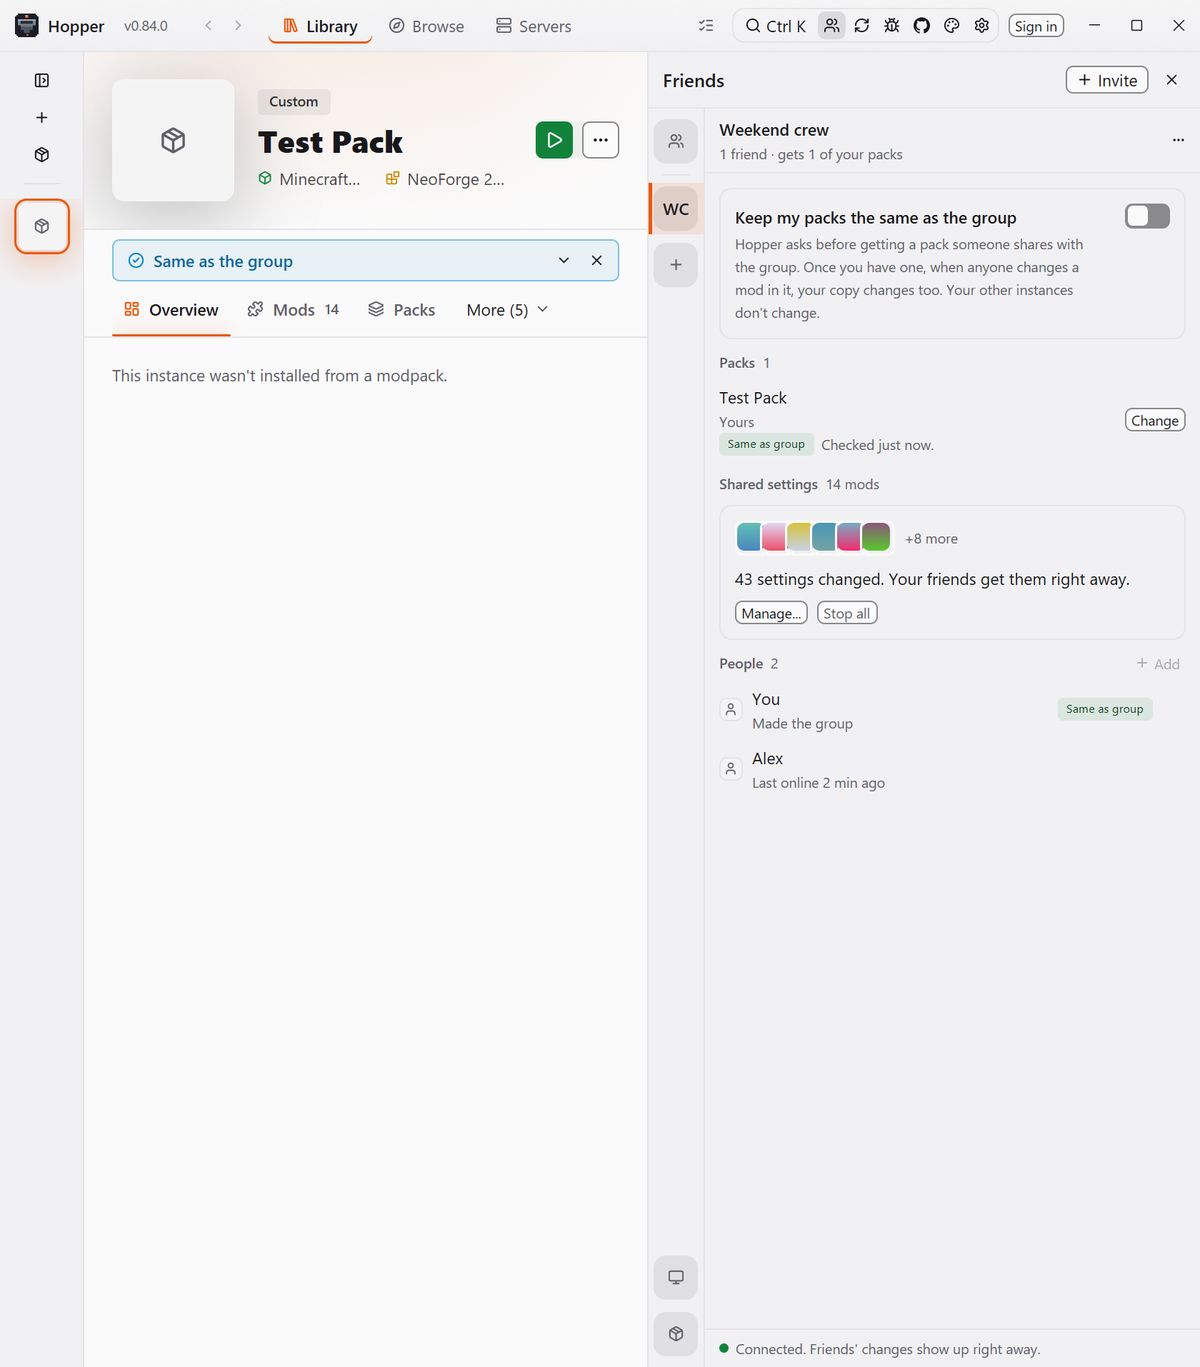 Hopper v0.84.0 Library Browse Servers Ctrl K Sign in
Friends Invite
Custom
Test Pack
Minecraft... NeoForge 2...
Same as the group
Overview Mods 14 Packs More (5)
This instance wasn't installed from a modpack.
WC
Weekend crew
1 friend · gets 1 of your packs
Keep my packs the same as the group
Hopper asks before getting a pack someone shares with
the group. Once you have one, when anyone changes a
mod in it, your copy changes too. Your other instances
don't change.
Packs 1
Test Pack
Yours
Change
Same as group Checked just now.
Shared settings 14 mods
+8 more
43 settings changed. Your friends get them right away.
Manage... Stop all
People 2 + Add
You
Made the group
Same as group
Alex
Last online 2 min ago
Connected. Friends' changes show up right away.